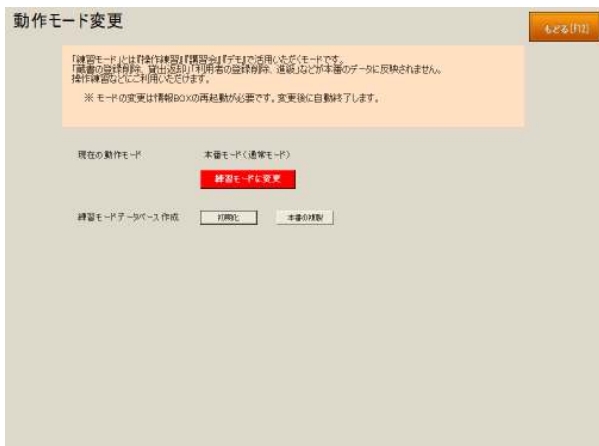 動作モード変更
もどる(F12)
「練習モード」とは『操作練習』『講習会』『デモ』で活用いただくモードです。
「蔵書の登録削除、貸出返却」「利用者の登録削除、進級」などが本番のデータに反映されません。
操作練習などにご利用いただけます。
※ モードの変更は情報BOXの再起動が必要です。変更後に自動終了します。
現在の動作モード 本番モード(通常モード)
練習モードに変更
練習モードデータベース作成 初期化 本番の複製